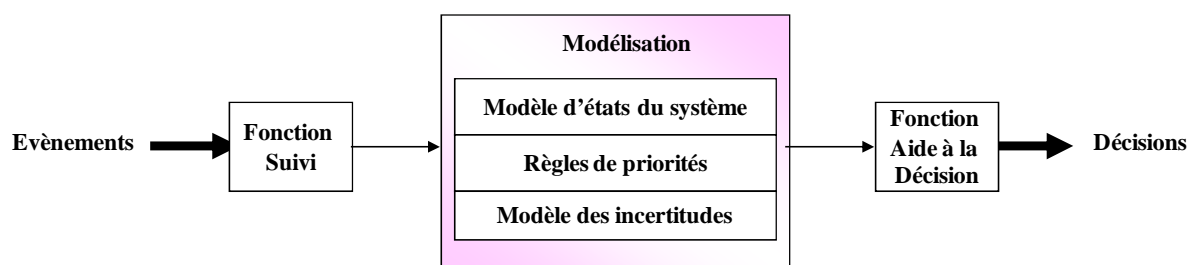 Modélisation
Evènements
Fonction
Suivi
Modèle d'états du système
Règles de priorités
Modèle des incertitudes
Fonction
Aide à la
Décision
Décisions